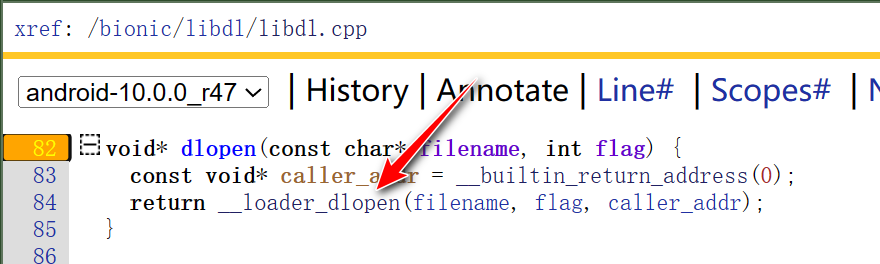 xref: /bionic/libdl/libdl.cpp
android-10.0.0_r47 | History | Annotate | Line# | Scopes# | N
82 void* dlopen(const char* filename, int flag) {
83 const void* caller_addr = __builtin_return_address(0);
84 return __loader_dlopen(filename, flag, caller_addr);
85 }
86